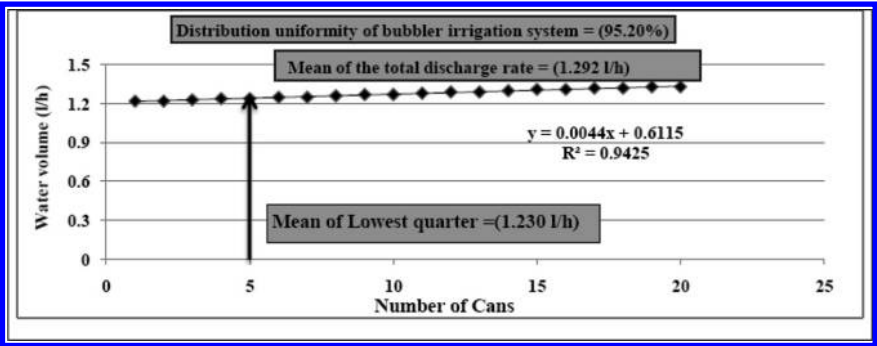 Distribution uniformity of bubbler irrigation system = (95.20%)
Mean of the total discharge rate = (1.292 l/h)
1.5
1.2
0.9
0.6
0.3
0
Water volume (l/h)
y = 0.0044x + 0.6115
R² = 0.9425
Mean of Lowest quarter =(1.230 l/h)
0 5 10 15 20 25
Number of Cans